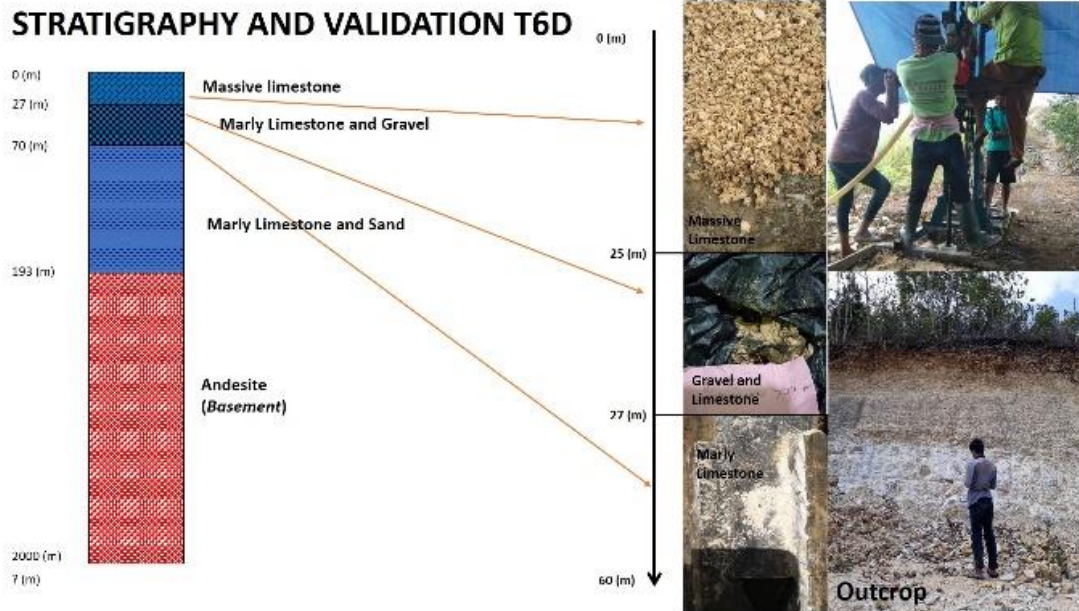 STRATIGRAPHY AND VALIDATION T6D
0 (m)
27 (m)
70 (m)
193 (m)
2000 (m)
? (m)
Massive limestone
Marly Limestone and Gravel
Marly Limestone and Sand
Andesite
(Basement)
0 (m)
25 (m)
27 (m)
60 (m)
Massive
Limestone
Gravel and
Limestone
Marly
Limestone
Outcrop